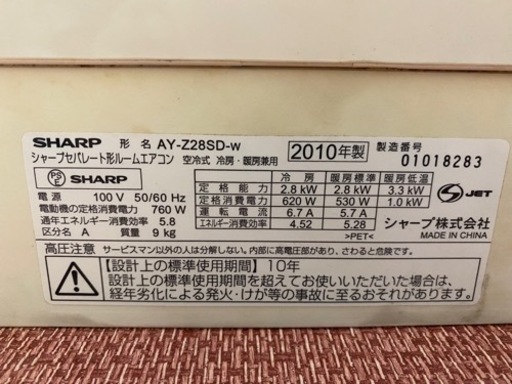 SHARP 形名 AY-Z28SD-W 2010年製 製造番号
シャープセパレート形ルームエアコン 空冷式 冷房・暖房兼用 01018283
PS E SHARP
電源 100 V 50/60 Hz
電動機の定格消費電力 760 W
通年エネルギー消費効率 5.8
区分名 A 質量 9 kg
冷房 暖房標準 暖房低温
定格能力 2.8 kW 2.8 kW 3.3 kW
定格消費電力 620 W 530 W 1.0 kW
運転電流 6.7 A 5.7 A
エネルギー消費効率 4.52 5.28
>PET<
S JET
シャープ株式会社
MADE IN CHINA
高圧注意 サービスマン以外の人は分解しない。内部に高電圧部があり、さわると危険です。
【設計上の標準使用期間】10年
設計上の標準使用期間を超えてお使いいただいた場合は、
経年劣化による発火・けが等の事故に至るおそれがあります。